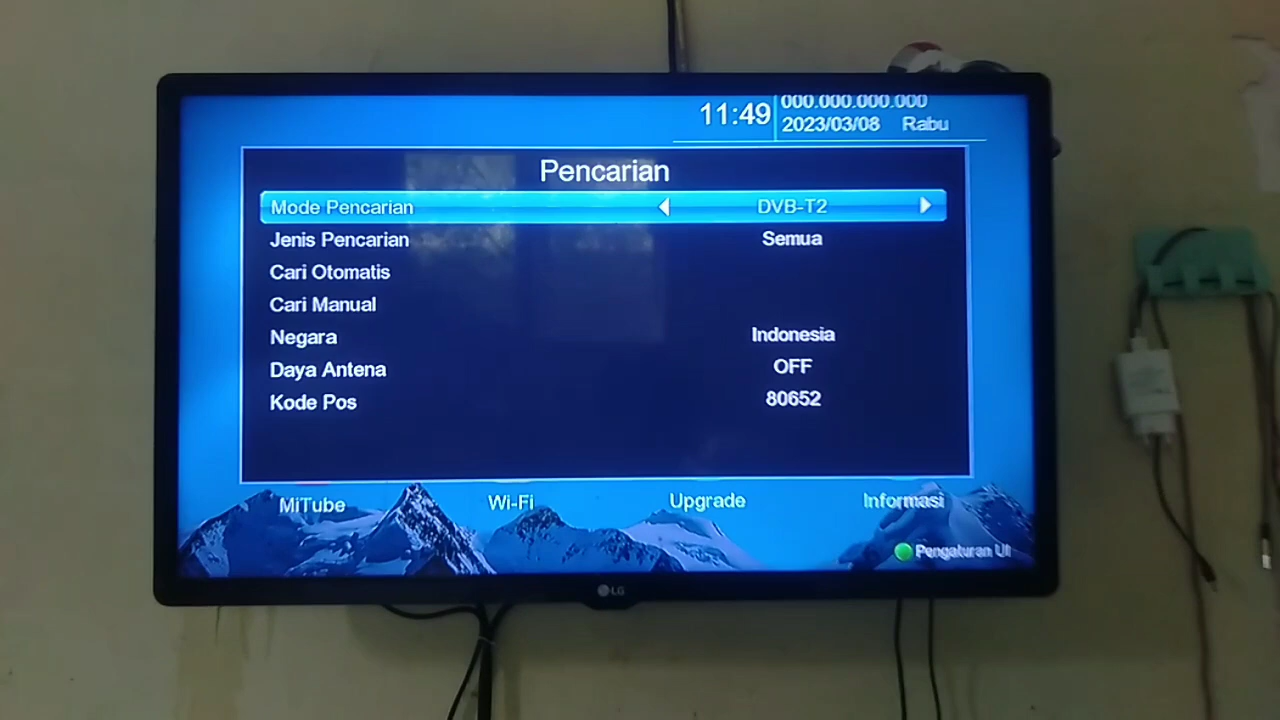 11:49
000.000.000.000
2023/03/08 Rabu
Pencarian
Mode Pencarian DVB-T2
Jenis Pencarian Semua
Cari Otomatis
Cari Manual
Negara Indonesia
Daya Antena OFF
Kode Pos 80652
MiTube Wi-Fi Upgrade Informasi
Pengaturan UI
LG